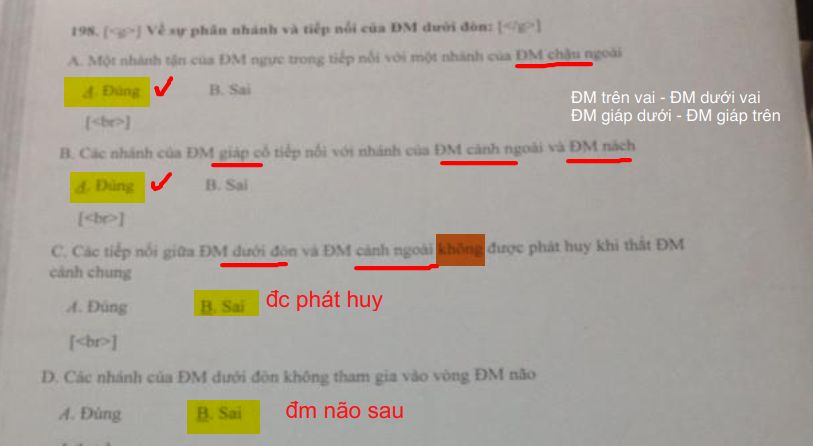 198. [<g>] Về sự phân nhánh và tiếp nối của ĐM dưới đòn: [</g>]
A. Một nhánh tận của ĐM ngực trong tiếp nối với một nhánh của ĐM chậu ngoài
A. Đúng B. Sai
[<br>]
ĐM trên vai - ĐM dưới vai
ĐM giáp dưới - ĐM giáp trên
B. Các nhánh của ĐM giáp cổ tiếp nối với nhánh của ĐM cảnh ngoài và ĐM nách
A. Đúng B. Sai
[<br>]
C. Các tiếp nối giữa ĐM dưới đòn và ĐM cảnh ngoài không được phát huy khi thắt ĐM
cảnh chung
A. Đúng B. Sai đc phát huy
[<br>]
D. Các nhánh của ĐM dưới đòn không tham gia vào vòng ĐM não
A. Đúng B. Sai đm não sau